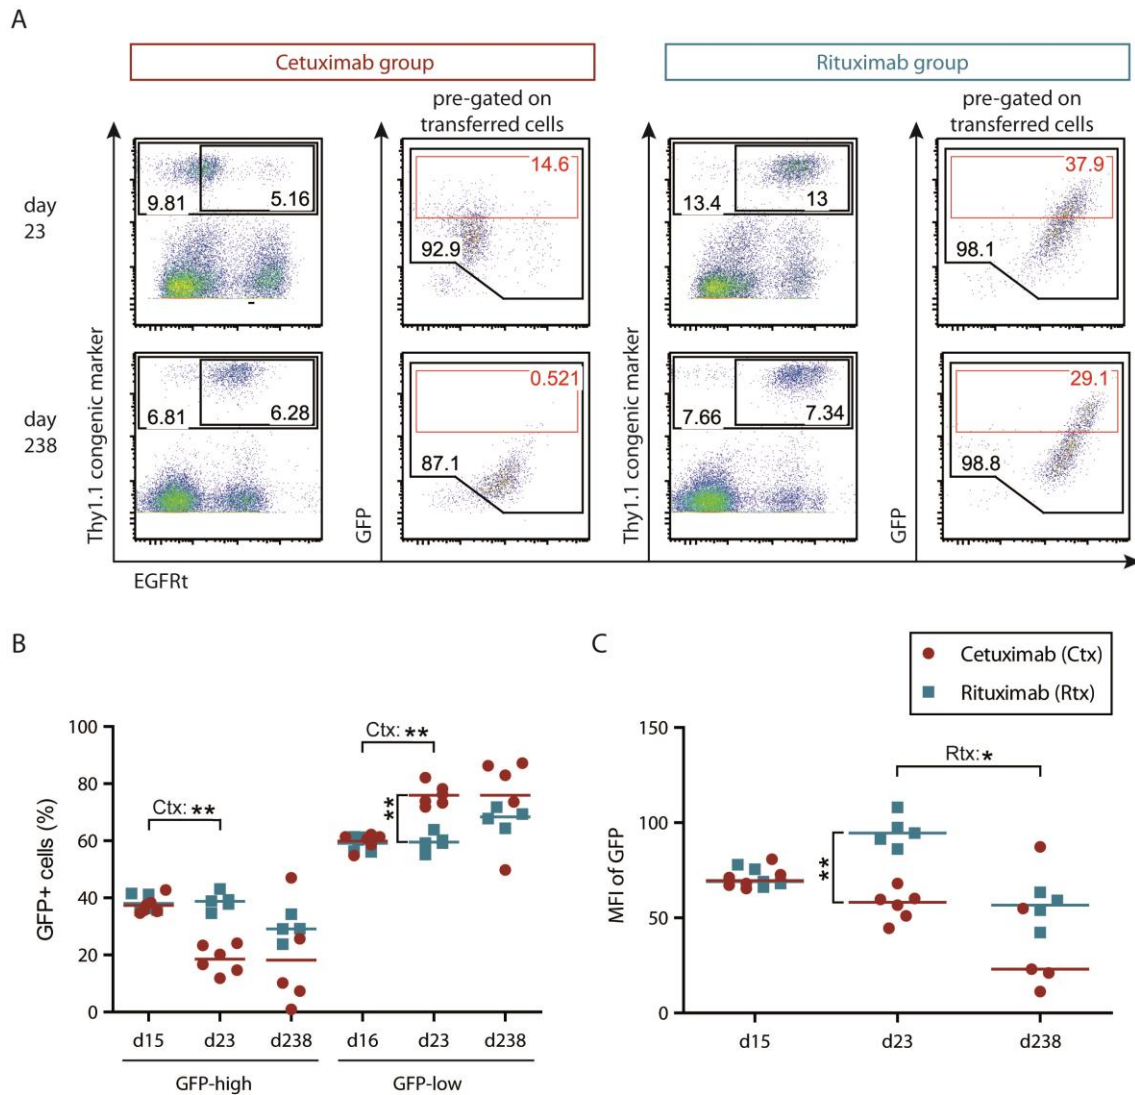 A
Cetuximab group
Rituximab group
pre-gated on
transferred cells
pre-gated on
transferred cells
day
23
9.81
5.16
14.6
92.9
13.4
13
37.9
98.1
day
238
6.81
6.28
0.521
87.1
7.66
7.34
29.1
98.8
Thy1.1 congenic marker
GFP
Thy1.1 congenic marker
GFP
EGFRt
B
GFP+ cells (%)
100
80
60
40
20
0
Ctx: **
Ctx: **
**
d15
d23
d238
d16
d23
d238
GFP-high
GFP-low
C
Cetuximab (Ctx)
Rituximab (Rtx)
MFI of GFP
150
100
50
0
Rtx: *
**
d15
d23
d238